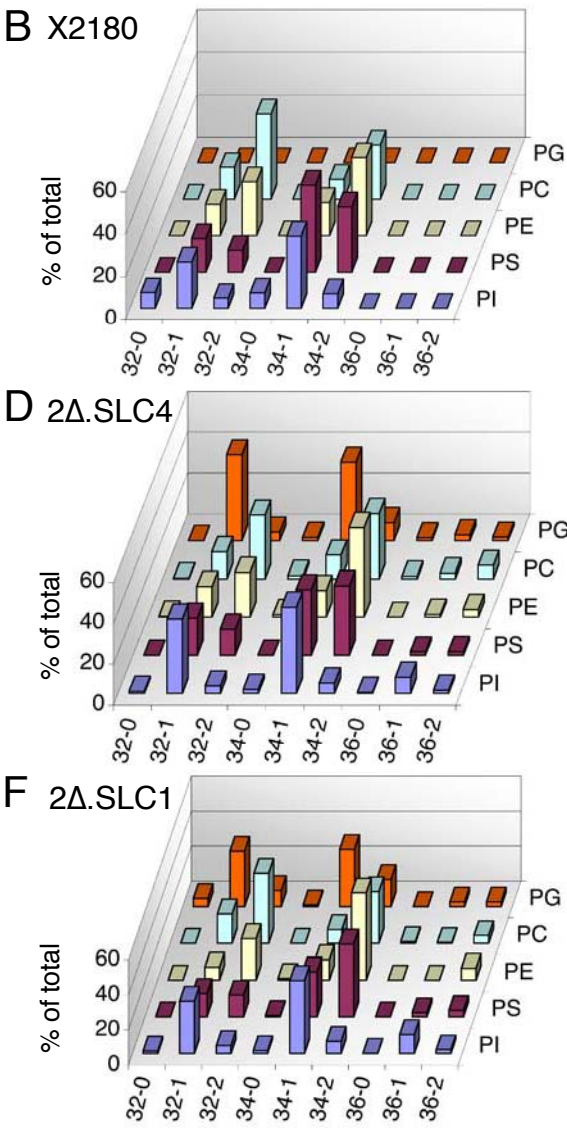 B X2180
% of total
60
40
20
0
PG
PC
PE
PS
PI
32-0 32-1 32-2 34-0 34-1 34-2 36-0 36-1 36-2
D 2Δ.SLC4
% of total
60
40
20
0
PG
PC
PE
PS
PI
32-0 32-1 32-2 34-0 34-1 34-2 36-0 36-1 36-2
F 2Δ.SLC1
% of total
60
40
20
0
PG
PC
PE
PS
PI
32-0 32-1 32-2 34-0 34-1 34-2 36-0 36-1 36-2